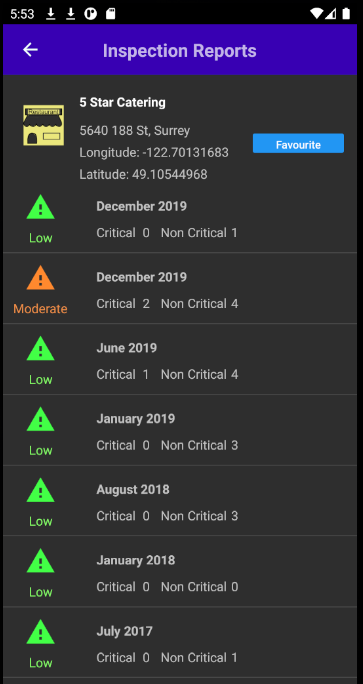 5:53
Inspection Reports
5 Star Catering
5640 188 St, Surrey
Longitude: -122.70131683
Favourite
Latitude: 49.10544968
December 2019
Critical 0 Non Critical 1
Low
December 2019
Critical 2 Non Critical 4
Moderate
June 2019
Critical 1 Non Critical 4
Low
January 2019
Critical 0 Non Critical 3
Low
August 2018
Critical 0 Non Critical 3
Low
January 2018
Critical 0 Non Critical 0
Low
July 2017
Critical 0 Non Critical 1
Low